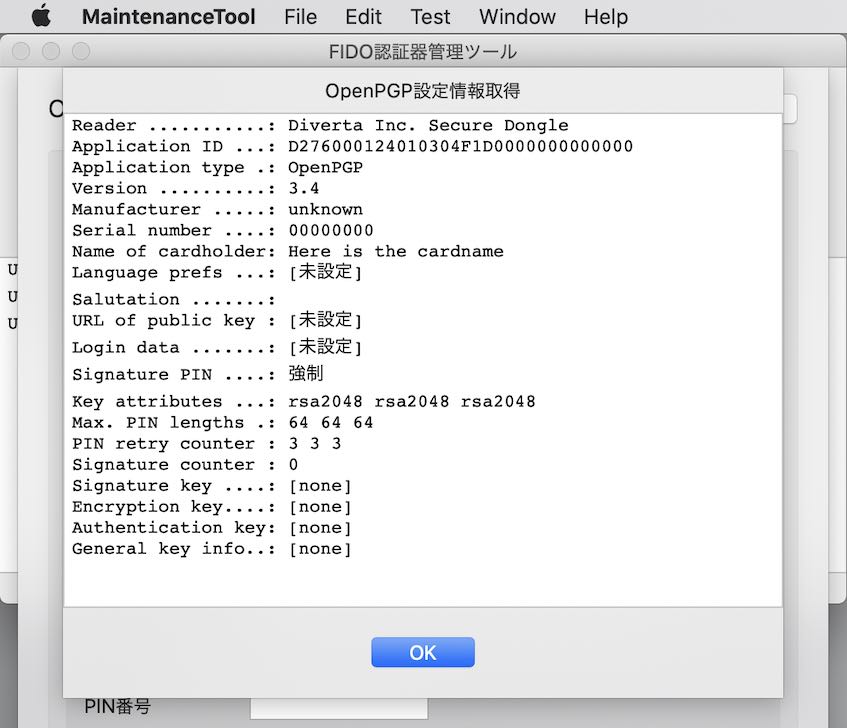 MaintenanceTool File Edit Test Window Help
FIDO認証器管理ツール
OpenPGP設定情報取得
Reader ...........: Diverta Inc. Secure Dongle
Application ID ...: D276000124010304F1D0000000000000
Application type .: OpenPGP
Version ..........: 3.4
Manufacturer .....: unknown
Serial number ....: 00000000
Name of cardholder: Here is the cardname
Language prefs ...: [未設定]
Salutation .......:
URL of public key : [未設定]
Login data .......: [未設定]
Signature PIN ....: 強制
Key attributes ...: rsa2048 rsa2048 rsa2048
Max. PIN lengths .: 64 64 64
PIN retry counter : 3 3 3
Signature counter : 0
Signature key ....: [none]
Encryption key....: [none]
Authentication key: [none]
General key info..: [none]
OK
PIN番号